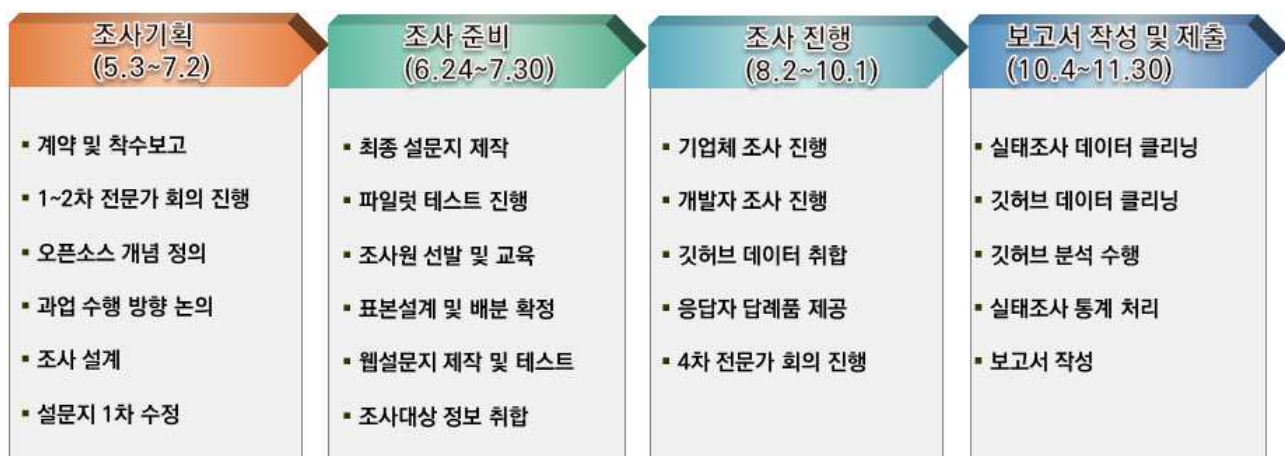 조사기획
(5.3~7.2)
▪ 계약 및 착수보고
▪ 1~2차 전문가 회의 진행
▪ 오픈소스 개념 정의
▪ 과업 수행 방향 논의
▪ 조사 설계
▪ 설문지 1차 수정
조사 준비
(6.24~7.30)
▪ 최종 설문지 제작
▪ 파일럿 테스트 진행
▪ 조사원 선발 및 교육
▪ 표본설계 및 배분 확정
▪ 웹설문지 제작 및 테스트
▪ 조사대상 정보 취합
조사 진행
(8.2~10.1)
▪ 기업체 조사 진행
▪ 개발자 조사 진행
▪ 깃허브 데이터 취합
▪ 응답자 답례품 제공
▪ 4차 전문가 회의 진행
보고서 작성 및 제출
(10.4~11.30)
▪ 실태조사 데이터 클리닝
▪ 깃허브 데이터 클리닝
▪ 깃허브 분석 수행
▪ 실태조사 통계 처리
▪ 보고서 작성